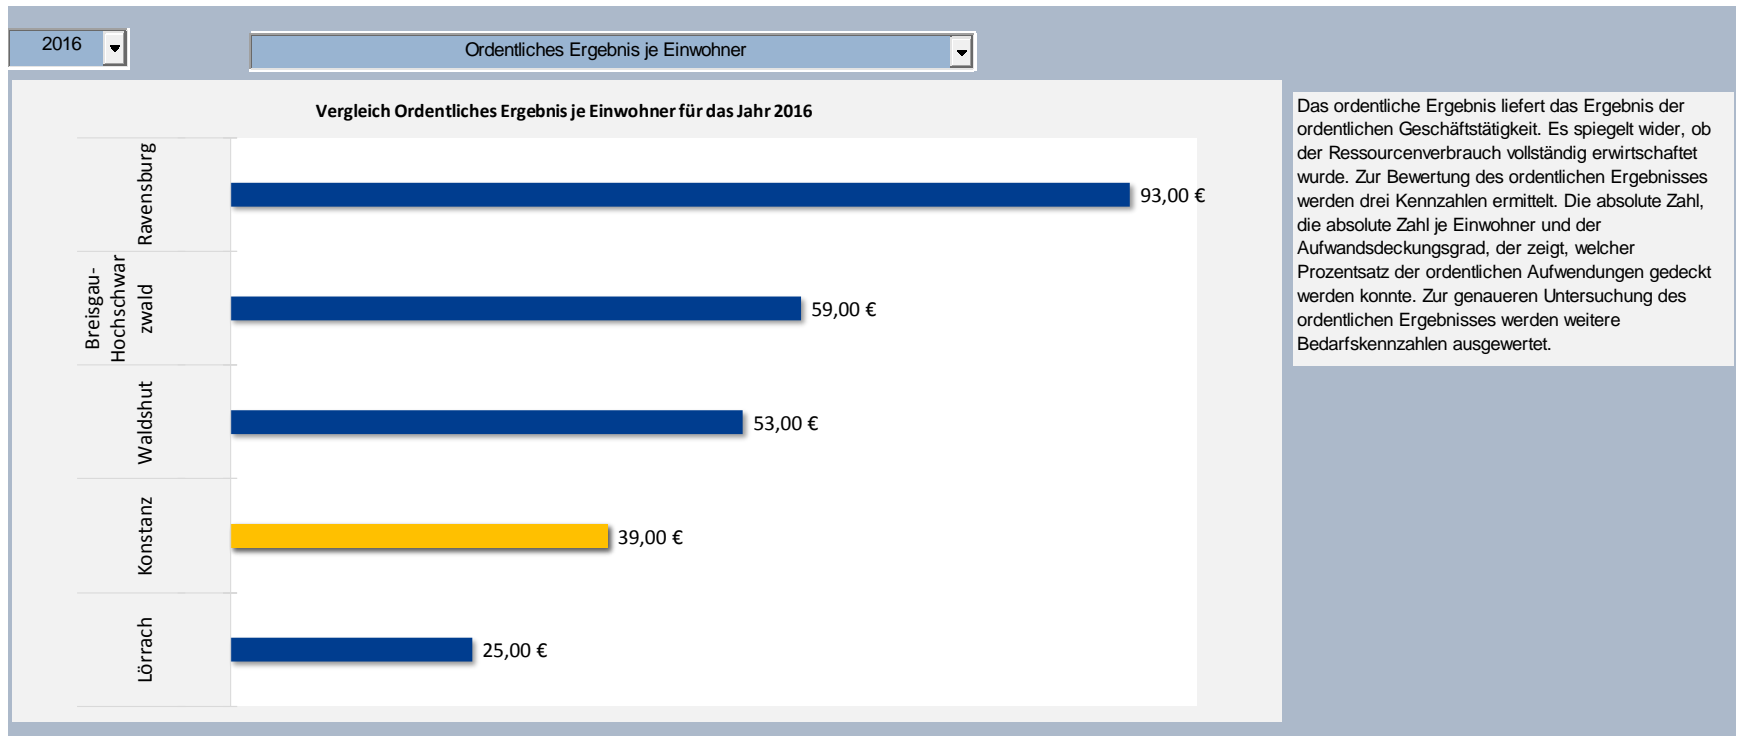 2016
Ordentliches Ergebnis je Einwohner
Vergleich Ordentliches Ergebnis je Einwohner für das Jahr 2016
Ravensburg
93,00 €
Breisgau-
Hochschwar
zwald
59,00 €
Waldshut
53,00 €
Konstanz
39,00 €
Lörrach
25,00 €
Das ordentliche Ergebnis liefert das Ergebnis der
ordentlichen Geschäftstätigkeit. Es spiegelt wider, ob
der Ressourcenverbrauch vollständig erwirtschaftet
wurde. Zur Bewertung des ordentlichen Ergebnisses
werden drei Kennzahlen ermittelt. Die absolute Zahl,
die absolute Zahl je Einwohner und der
Aufwandsdeckungsgrad, der zeigt, welcher
Prozentsatz der ordentlichen Aufwendungen gedeckt
werden konnte. Zur genaueren Untersuchung des
ordentlichen Ergebnisses werden weitere
Bedarfskennzahlen ausgewertet.